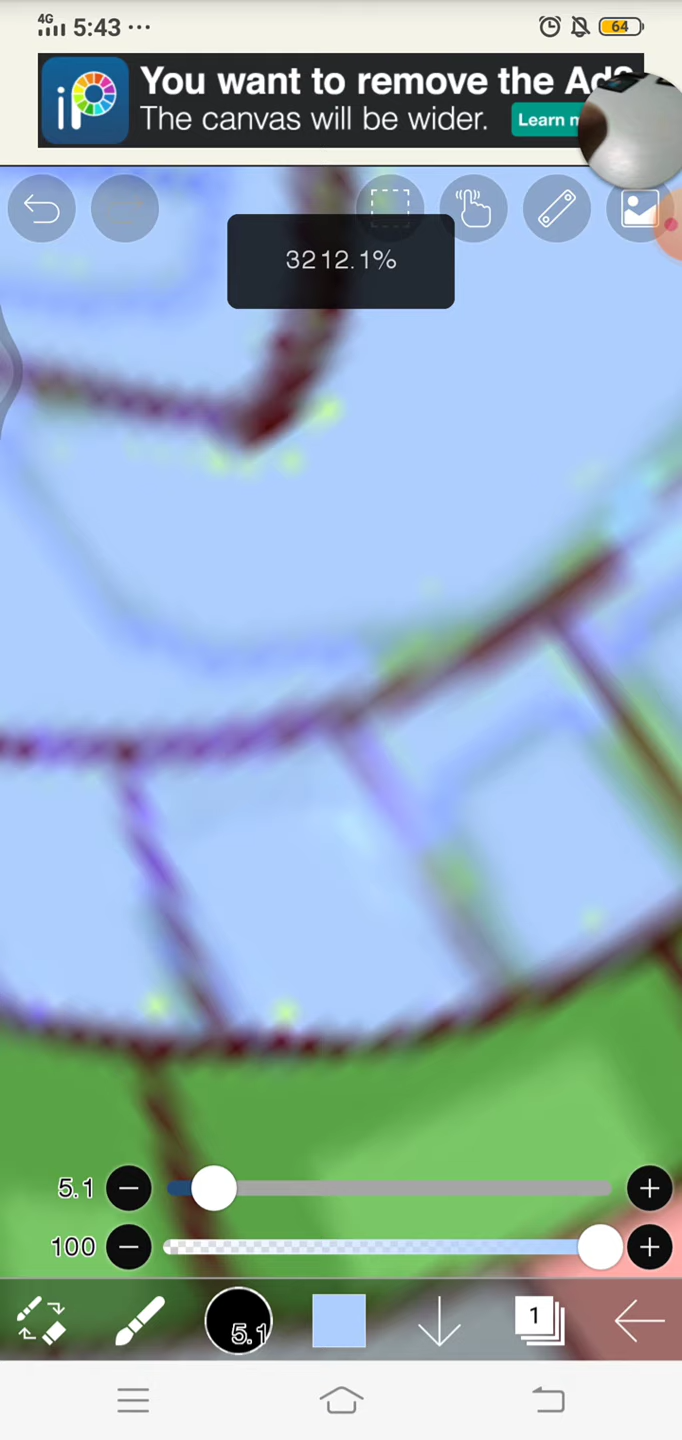 4G 5:43 ··· 64
iP
You want to remove the Ad
The canvas will be wider.
Learn
3212.1%
5.1
100
5.1
1